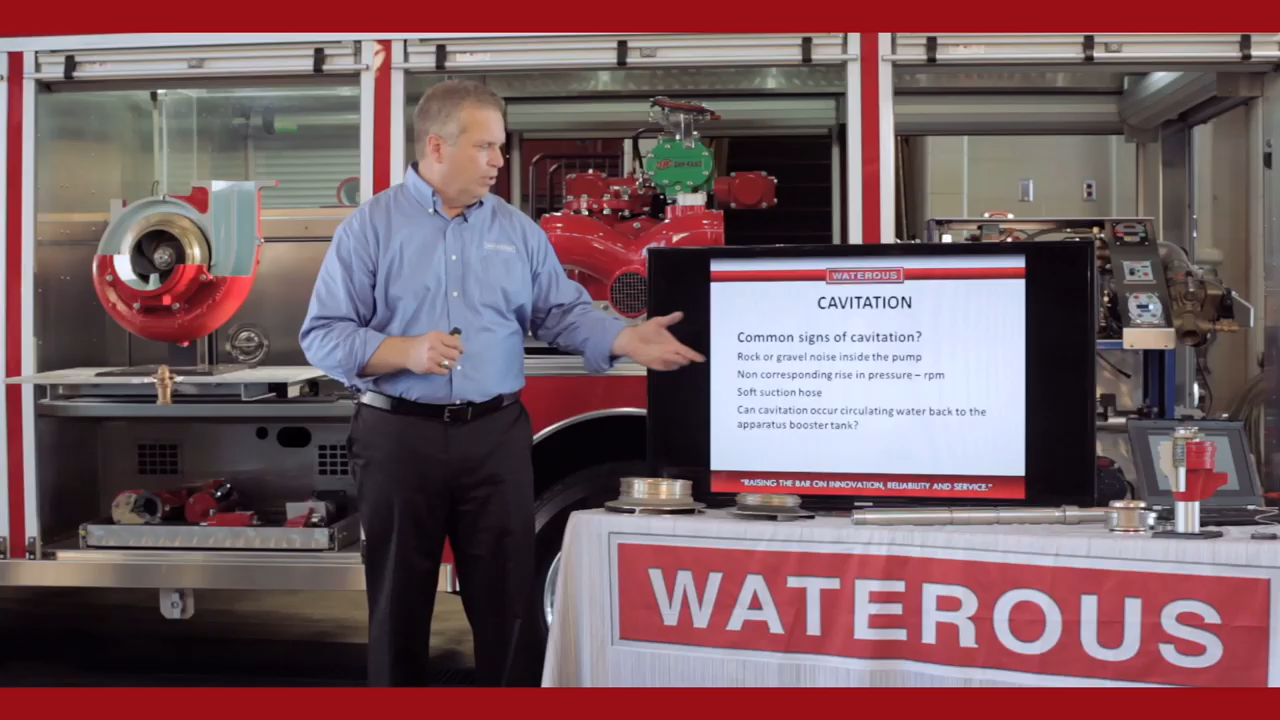 WATEROUS
CAVITATION
Common signs of cavitation?
Rock or gravel noise inside the pump
Non corresponding rise in pressure – rpm
Soft suction hose
Can cavitation occur circulating water back to the
apparatus booster tank?
"RAISING THE BAR ON INNOVATION, RELIABILITY AND SERVICE."
WATEROUS